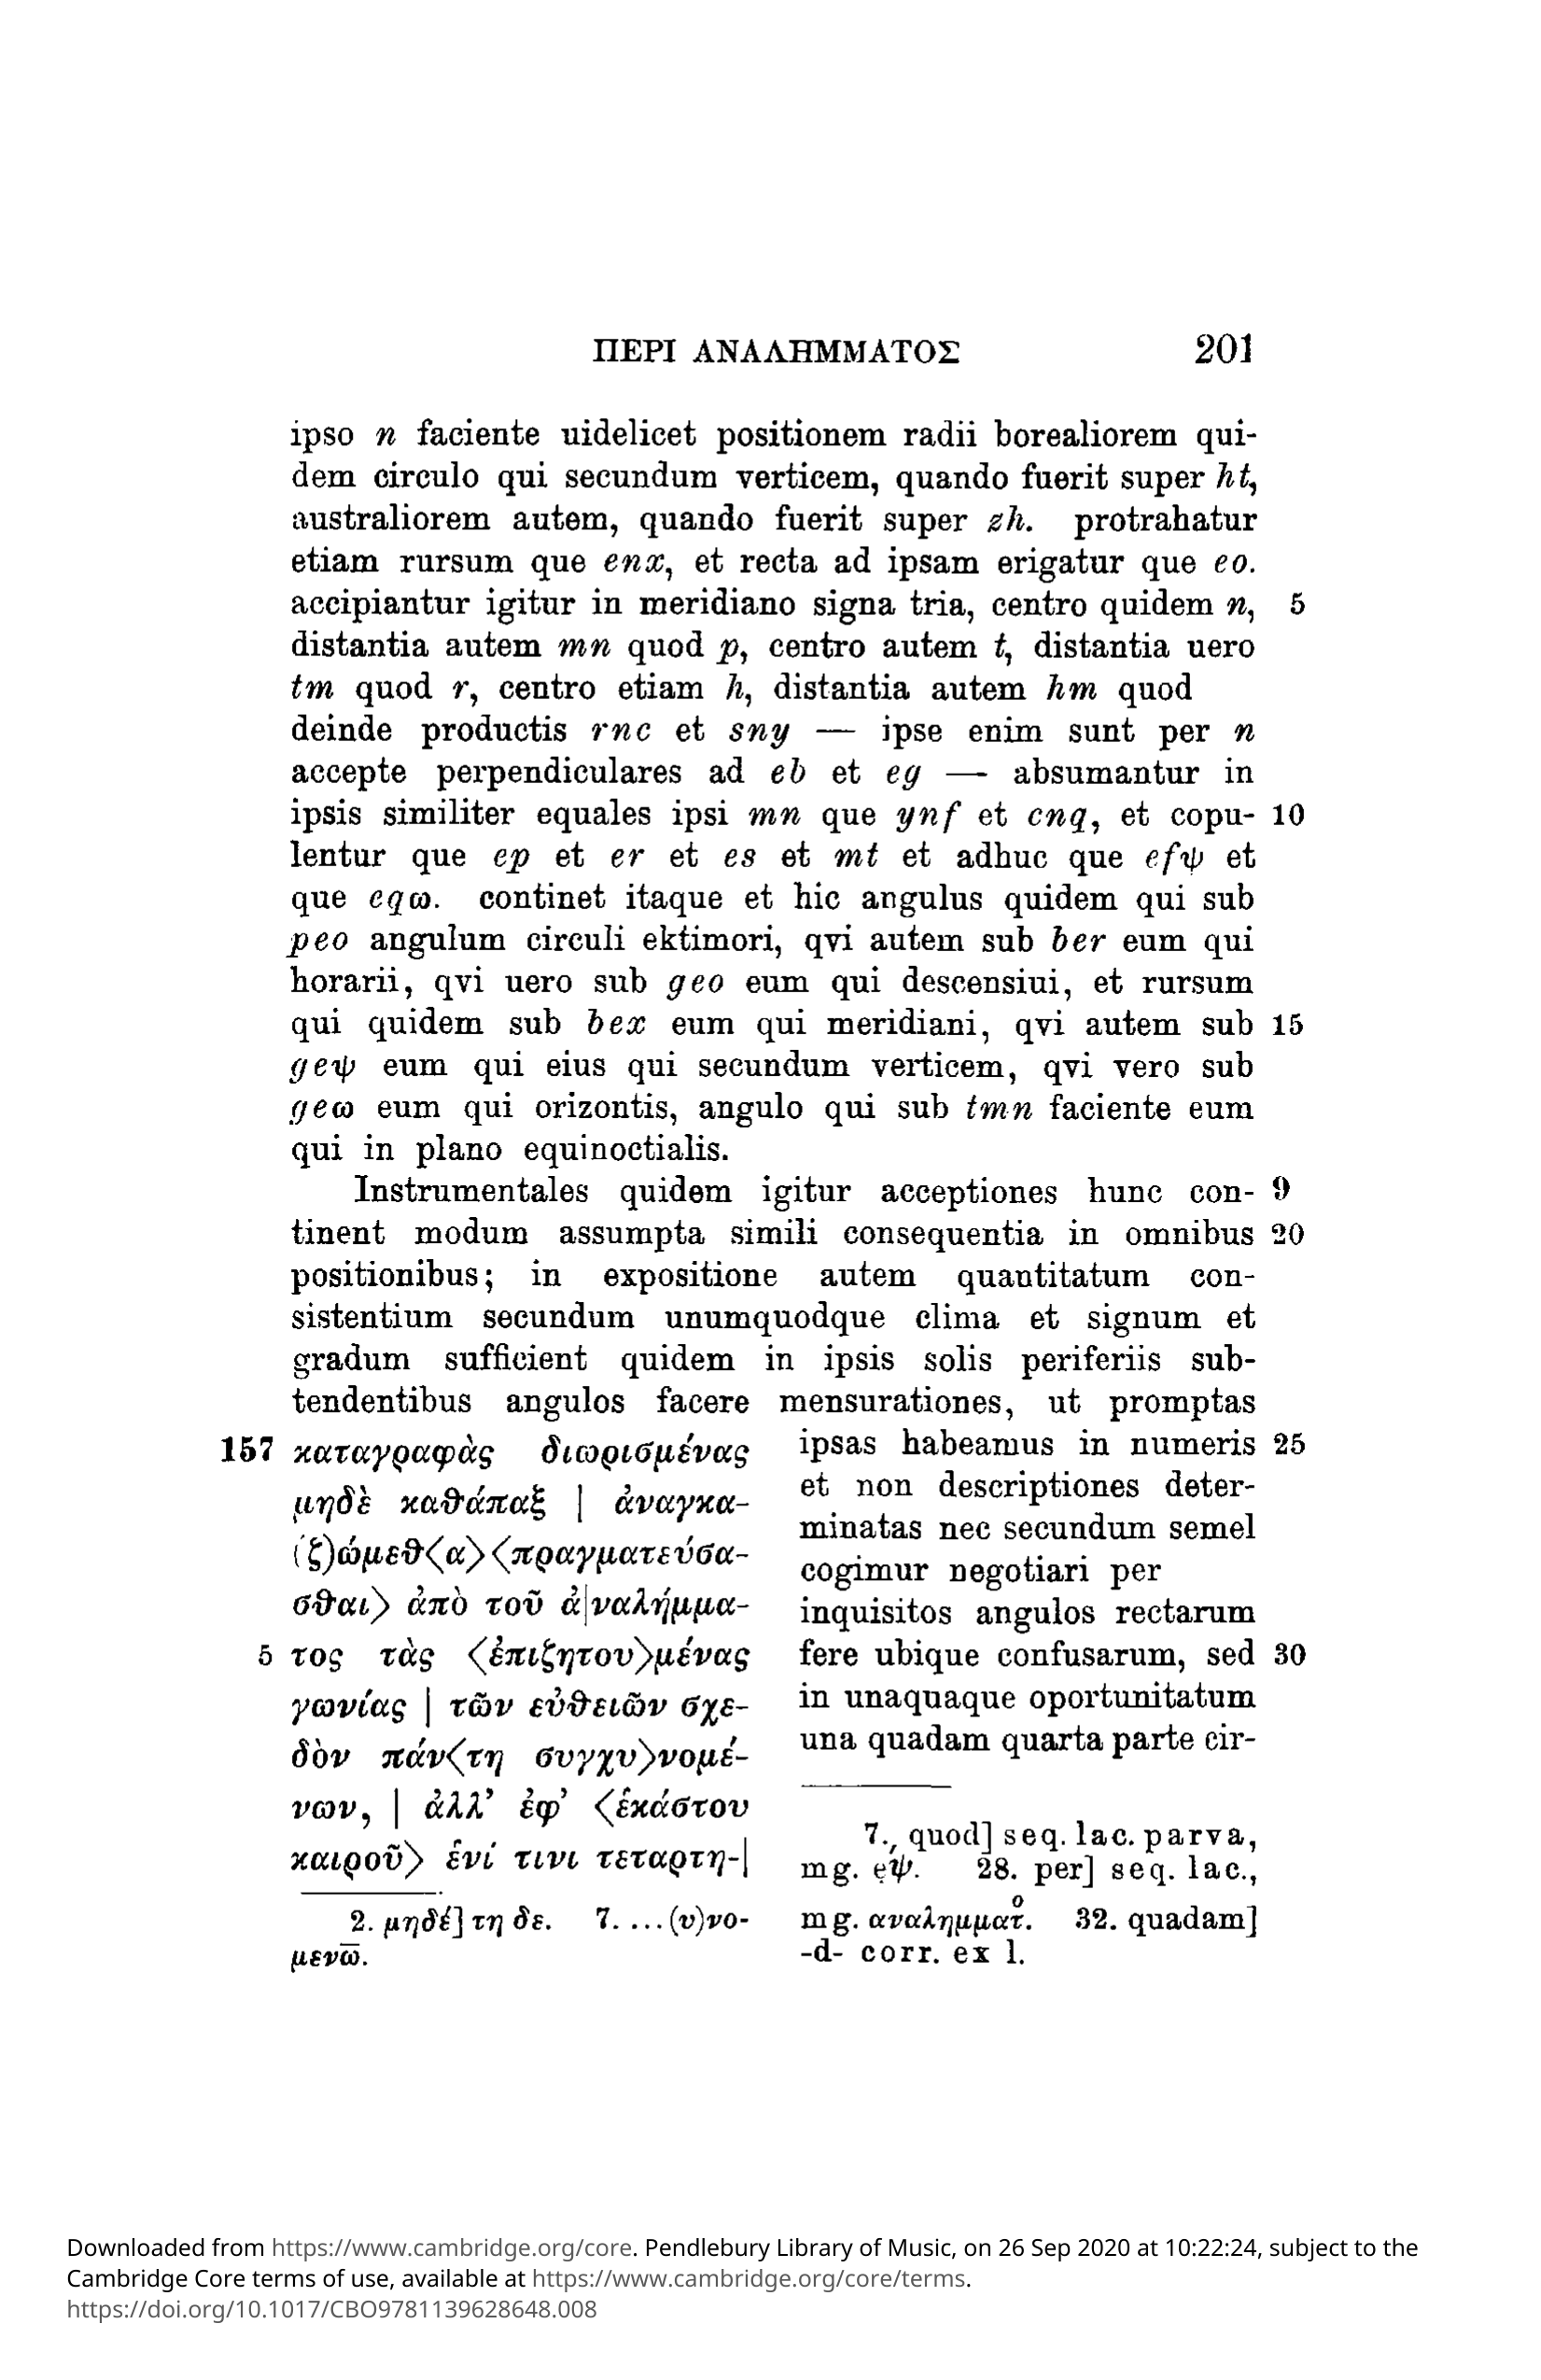 ΠΕΡΙ ΑΝΑΛΗΜΜΑΤΟΣ 201
ipso n faciente uidelicet positionem radii borealiorem qui-
dem circulo qui secundum verticem, quando fuerit super ht,
australiorem autem, quando fuerit super zh. protrahatur
etiam rursum que enx, et recta ad ipsam erigatur que eo.
accipiantur igitur in meridiano signa tria, centro quidem n, 5
distantia autem mn quod p, centro autem t, distantia uero
tm quod r, centro etiam h, distantia autem hm quod
deinde productis rnc et sny — ipse enim sunt per n
accepte perpendiculares ad eb et eg — absumantur in
ipsis similiter equales ipsi mn que ynf et cnq, et copu- 10
lentur que ep et er et es et mt et adhuc que efψ et
que eqω. continet itaque et hic angulus quidem qui sub
peo angulum circuli ektimori, qvi autem sub ber eum qui
horarii, qvi uero sub geo eum qui descensiui, et rursum
qui quidem sub bex eum qui meridiani, qvi autem sub 15
geψ eum qui eius qui secundum verticem, qvi vero sub
geω eum qui orizontis, angulo qui sub tmn faciente eum
qui in plano equinoctialis.
Instrumentales quidem igitur acceptiones hunc con- 9
tinent modum assumpta simili consequentia in omnibus 20
positionibus; in expositione autem quantitatum con-
sistentium secundum unumquodque clima et signum et
gradum sufficient quidem in ipsis solis periferiis sub-
tendentibus angulos facere mensurationes, ut promptas
157 καταγραφὰς διωρισμένας
μηδὲ καθάπαξ | ἀναγκα-
(ζ)ώμεθ〈α〉〈πραγματεύσα-
σθαι〉 ἀπὸ τοῦ ἀ|ναλήμμα-
5 τος τὰς 〈ἐπιζητου〉μένας
γωνίας | τῶν εὐθειῶν σχε-
δὸν πάν〈τη συγχυ〉νομέ-
νων, | ἀλλ’ ἐφ’ 〈ἑκάστου
καιροῦ〉 ἑνί τινι τεταρτη-|
2. μηδέ] τη δε. 7. ...(υ)νο-
μενω̅.
ipsas habeamus in numeris 25
et non descriptiones deter-
minatas nec secundum semel
cogimur negotiari per
inquisitos angulos rectarum
fere ubique confusarum, sed 30
in unaquaque oportunitatum
una quadam quarta parte cir-
7., quod] seq. lac. parva,
mg. eψ. 28. per] seq. lac.,
mg. αναλημματο̅. 32. quadam]
-d- corr. ex l.
Downloaded from https://www.cambridge.org/core. Pendlebury Library of Music, on 26 Sep 2020 at 10:22:24, subject to the
Cambridge Core terms of use, available at https://www.cambridge.org/core/terms.
https://doi.org/10.1017/CBO9781139628648.008